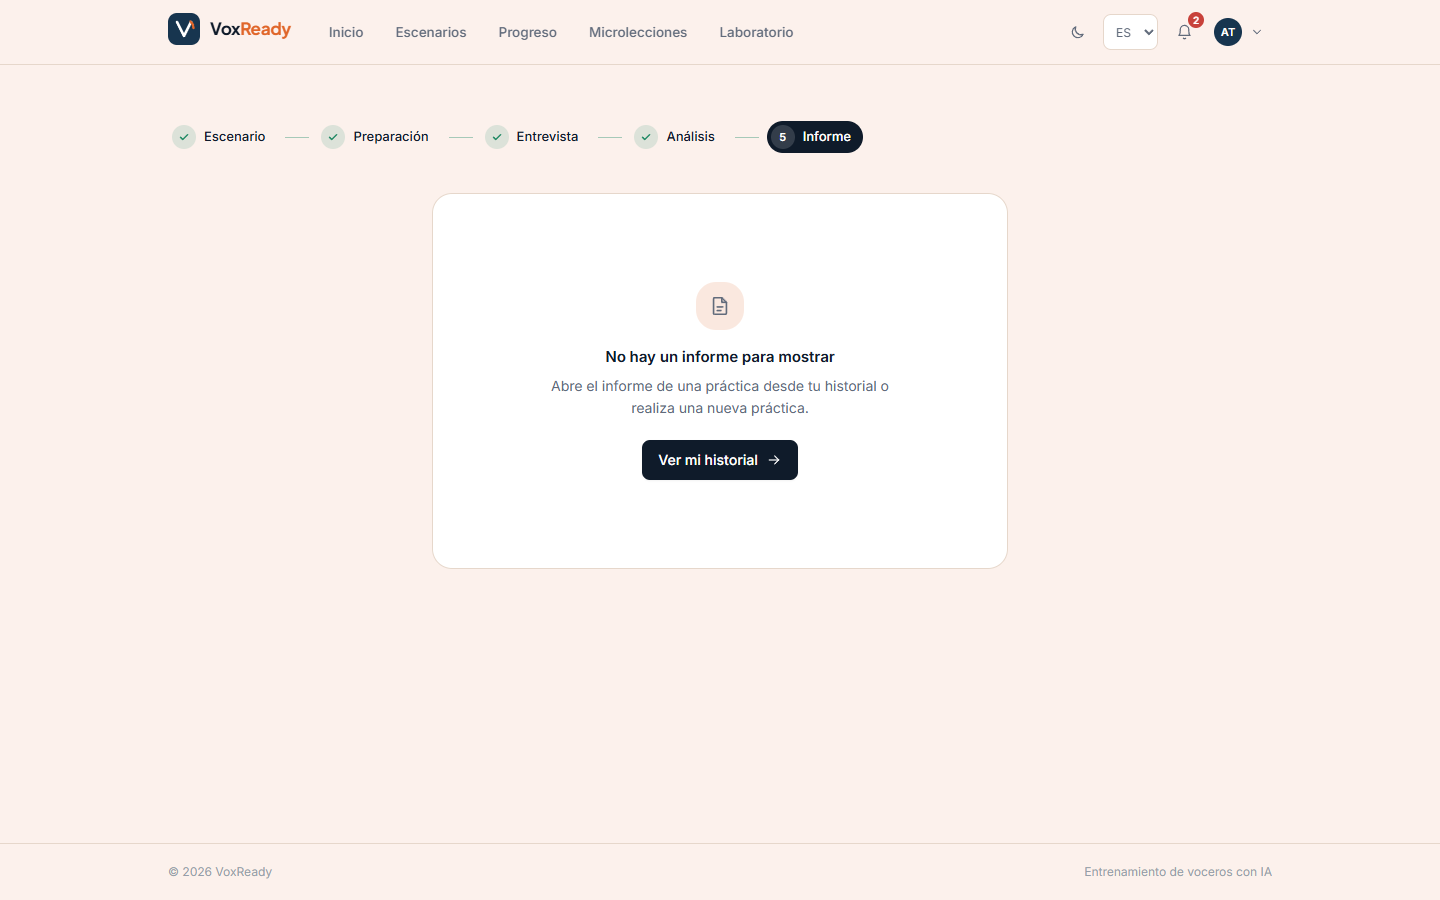 VoxReady
Inicio
Escenarios
Progreso
Microlecciones
Laboratorio
ES
2
AT
Escenario
Preparación
Entrevista
Análisis
5
Informe
No hay un informe para mostrar
Abre el informe de una práctica desde tu historial o
realiza una nueva práctica.
Ver mi historial
© 2026 VoxReady
Entrenamiento de voceros con IA